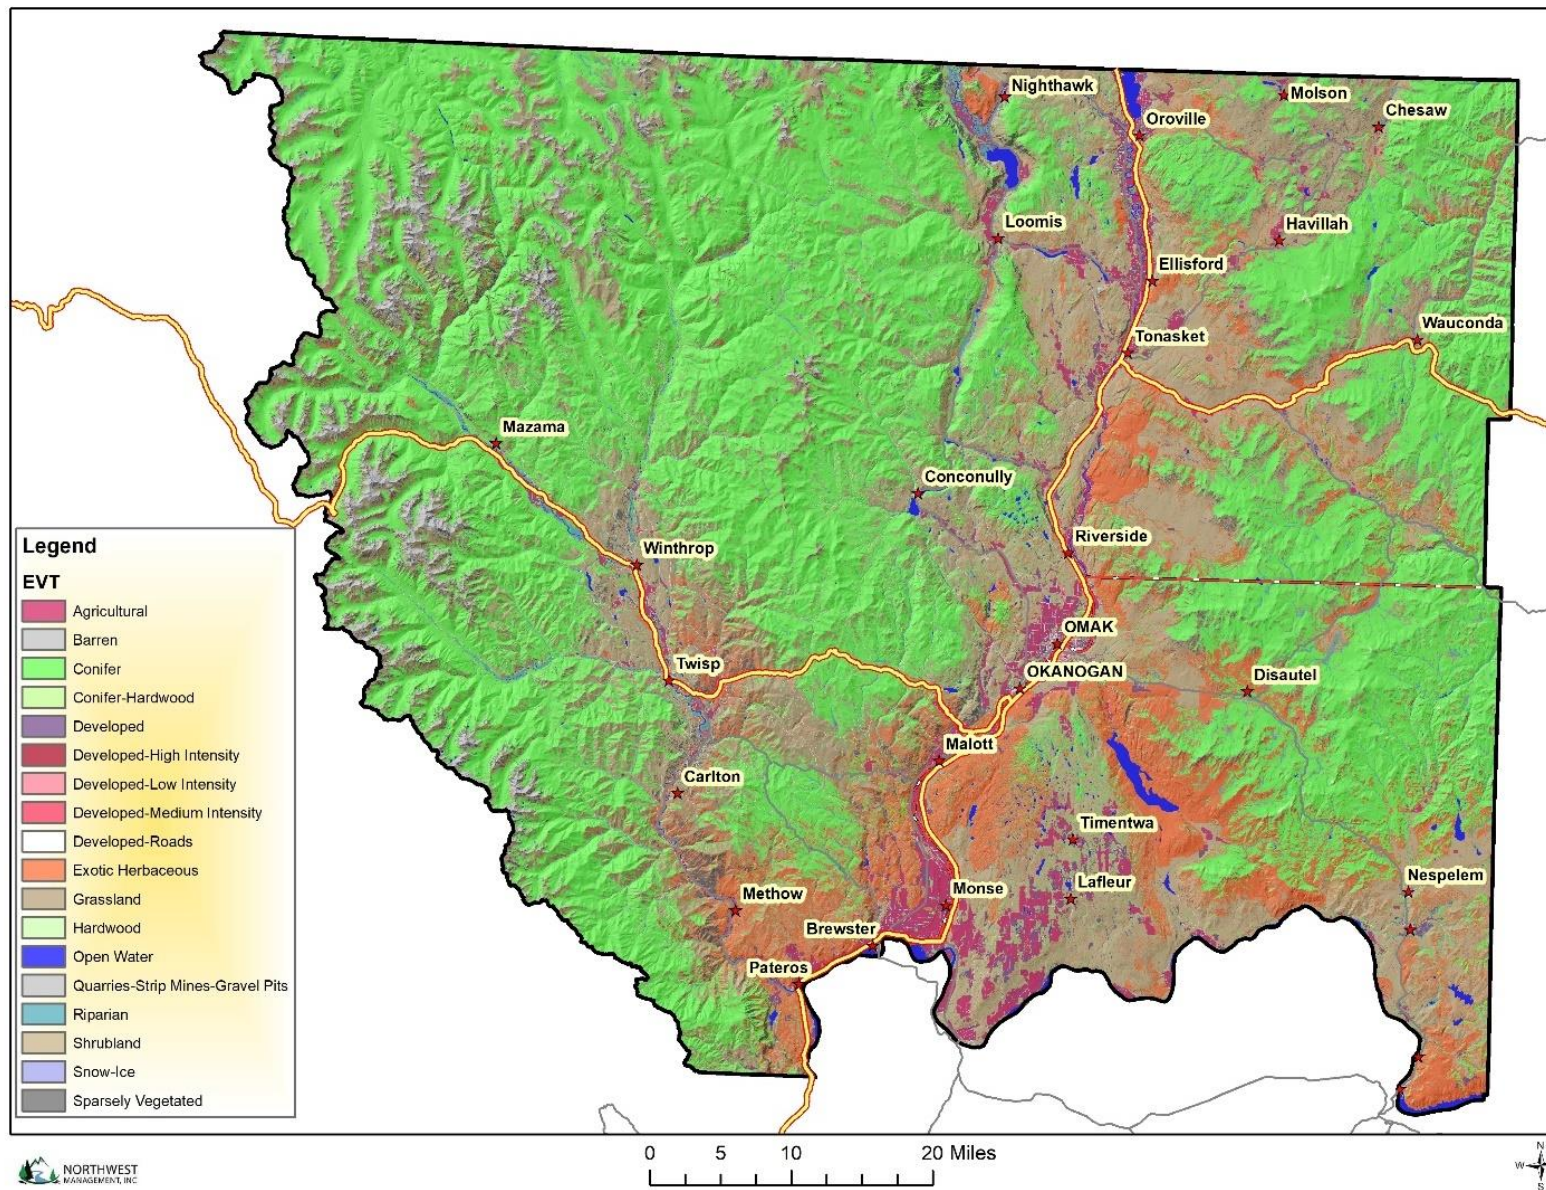 Nighthawk
Molson
Chesaw
Oroville
Loomis
Havillah
Ellisford
Wauconda
Tonasket
Mazama
Conconully
Riverside
Winthrop
OMAK
OKANOGAN
Twisp
Disautel
Malott
Carlton
Timentwa
Lafleur
Nespelem
Monse
Methow
Brewster
Pateros
Legend
EVT
Agricultural
Barren
Conifer
Conifer-Hardwood
Developed
Developed-High Intensity
Developed-Low Intensity
Developed-Medium Intensity
Developed-Roads
Exotic Herbaceous
Grassland
Hardwood
Open Water
Quarries-Strip Mines-Gravel Pits
Riparian
Shrubland
Snow-Ice
Sparsely Vegetated
NORTHWEST
MANAGEMENT, INC
0 5 10 20 Miles
N
W
S